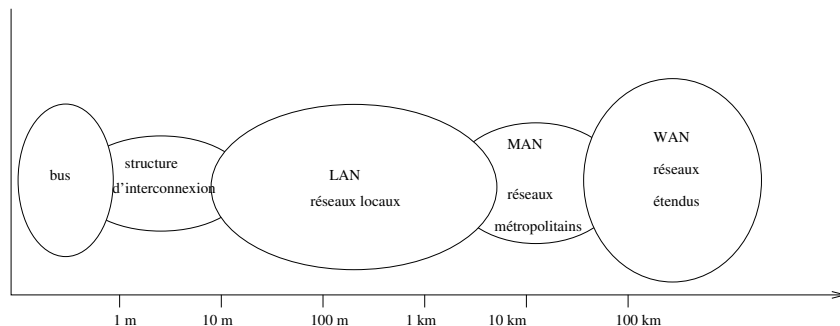 bus
structure
d'interconnexion
LAN
réseaux locaux
MAN
réseaux
métropolitains
WAN
réseaux
étendus
1 m
10 m
100 m
1 km
10 km
100 km